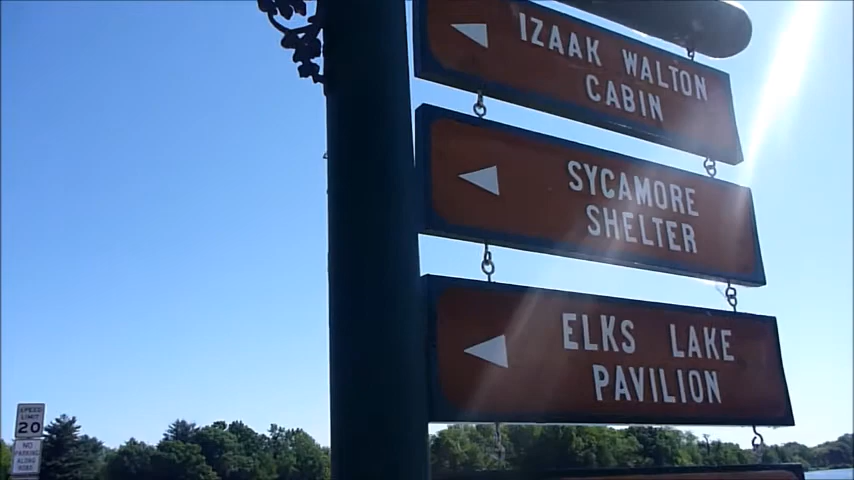 IZAAK WALTON
CABIN
SYCAMORE
SHELTER
ELKS LAKE
PAVILION
SPEED
LIMIT
20
NO
PARKING
ALONG
ROAD